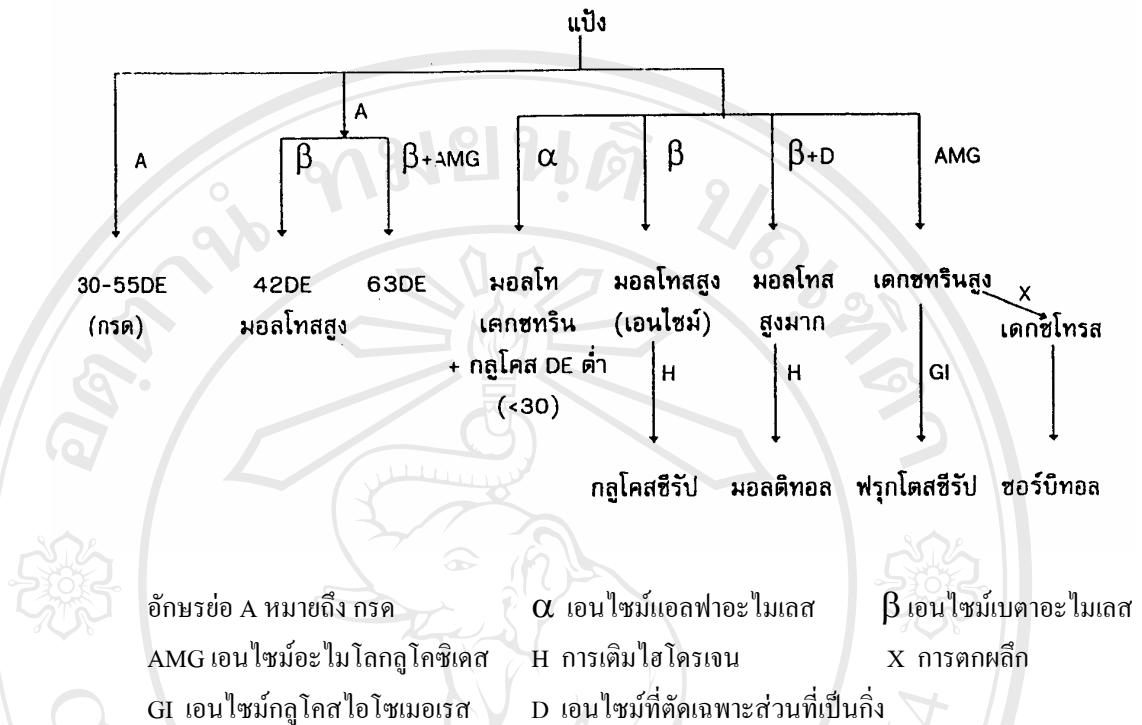 แป้ง
A
A
β
β+AMG
α
β
β+D
AMG
30-55DE
(กรด)
42DE
มอลโทสสูง
63DE
มอลโท
เดกซทริน
+ กลูโคส DE ต่ำ
(<30)
มอลโทสสูง
(เอนไซม์)
มอลโทส
สูงมาก
เดกซทรินสูง
X
เดกซ์โทรส
H
H
GI
กลูโคสซีรัป
มอลติทอล
ฟรุกโตสซีรัป
ซอร์บิทอล
อักษรย่อ A หมายถึง กรด α เอนไซม์แอลฟาอะไมเลส β เอนไซม์เบตาอะไมเลส
AMG เอนไซม์อะไมโลกลูโคซิเดส H การเติมไฮโดรเจน X การตกผลึก
GI เอนไซม์กลูโคสไอโซเมอเรส D เอนไซม์ที่ตัดเฉพาะส่วนที่เป็นกิ่ง